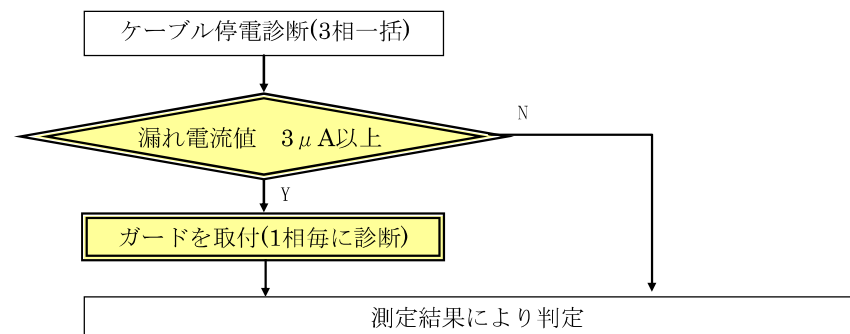 ケーブル停電診断(3相一括)
N
漏れ電流値　3μA以上
Y
ガードを取付(1相毎に診断)
測定結果により判定